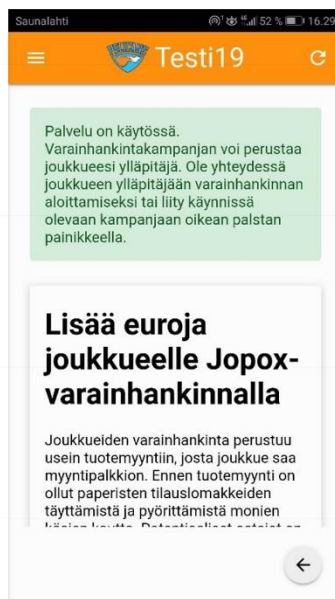 Saunalahti 52 % 16.29
Testi19
Palvelu on käytössä.
Varainhankintakampanjan voi perustaa
joukkueesi ylläpitäjä. Ole yhteydessä
joukkueen ylläpitäjään varainhankinnan
aloittamiseksi tai liity käynnissä
olevaan kampanjaan oikean palstan
painikkeella.
Lisää euroja
joukkueelle Jopox-
varainhankinnalla
Joukkueiden varainhankinta perustuu
usein tuotemyyntiin, josta joukkue saa
myyntipalkkion. Ennen tuotemyynti on
ollut paperisten tilauslomakkeiden
täyttämistä ja pyörittämistä monien